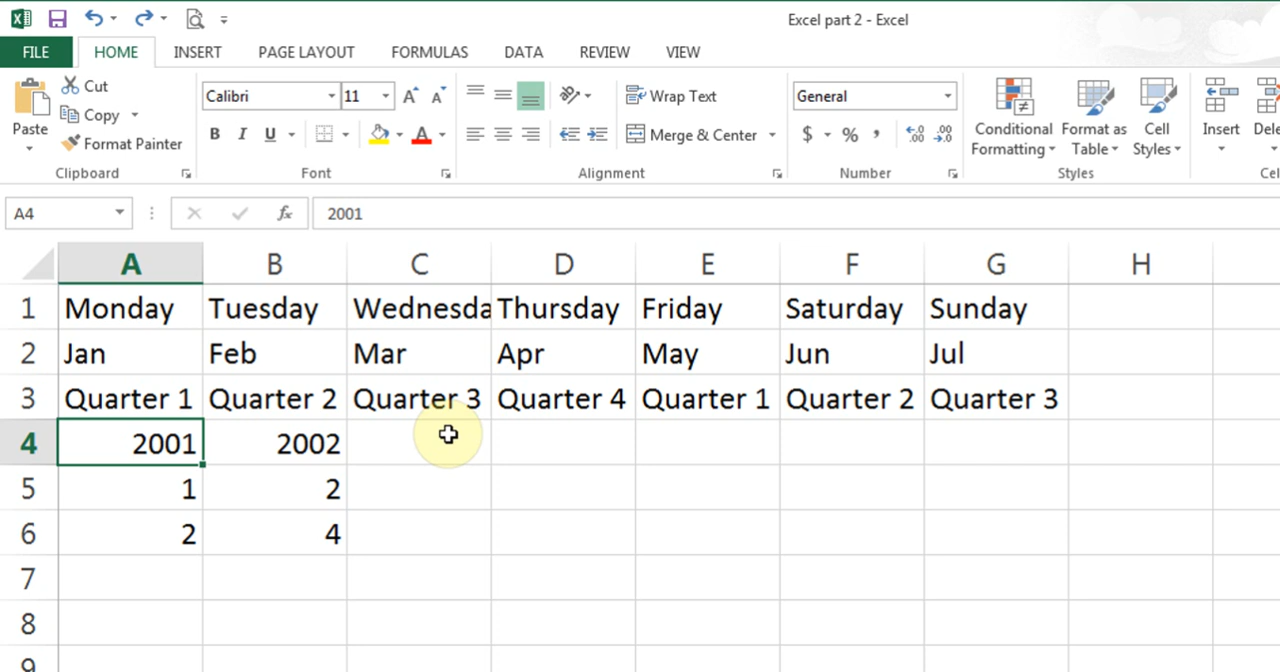 Excel part 2 - Excel
FILE HOME INSERT PAGE LAYOUT FORMULAS DATA REVIEW VIEW
Paste
Cut
Copy
Format Painter
Clipboard
Calibri 11
B I U
Font
Wrap Text
Merge & Center
Alignment
General
$ % ,
Number
Conditional Formatting
Format as Table
Cell Styles
Styles
Insert
Dele
Cel
A4 fx 2001
A B C D E F G H
1 Monday Tuesday Wednesda Thursday Friday Saturday Sunday
2 Jan Feb Mar Apr May Jun Jul
3 Quarter 1 Quarter 2 Quarter 3 Quarter 4 Quarter 1 Quarter 2 Quarter 3
4 2001 2002
5 1 2
6 2 4
7
8
9